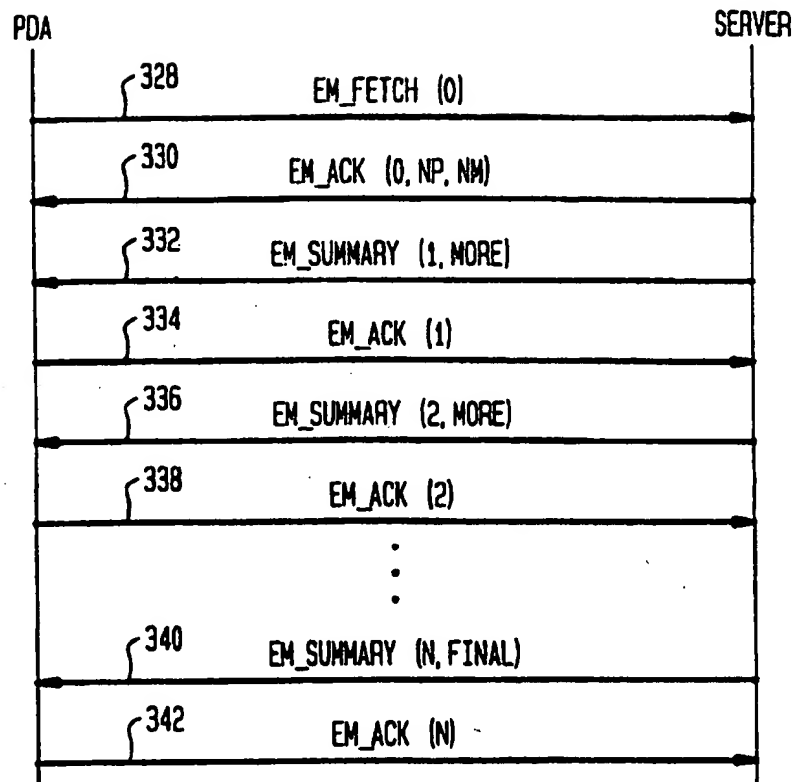 PDA SERVER
328 EM_FETCH (0)
330 EM_ACK (0, NP, NM)
332 EM_SUMMARY (1, MORE)
334 EM_ACK (1)
336 EM_SUMMARY (2, MORE)
338 EM_ACK (2)
340 EM_SUMMARY (N, FINAL)
342 EM_ACK (N)